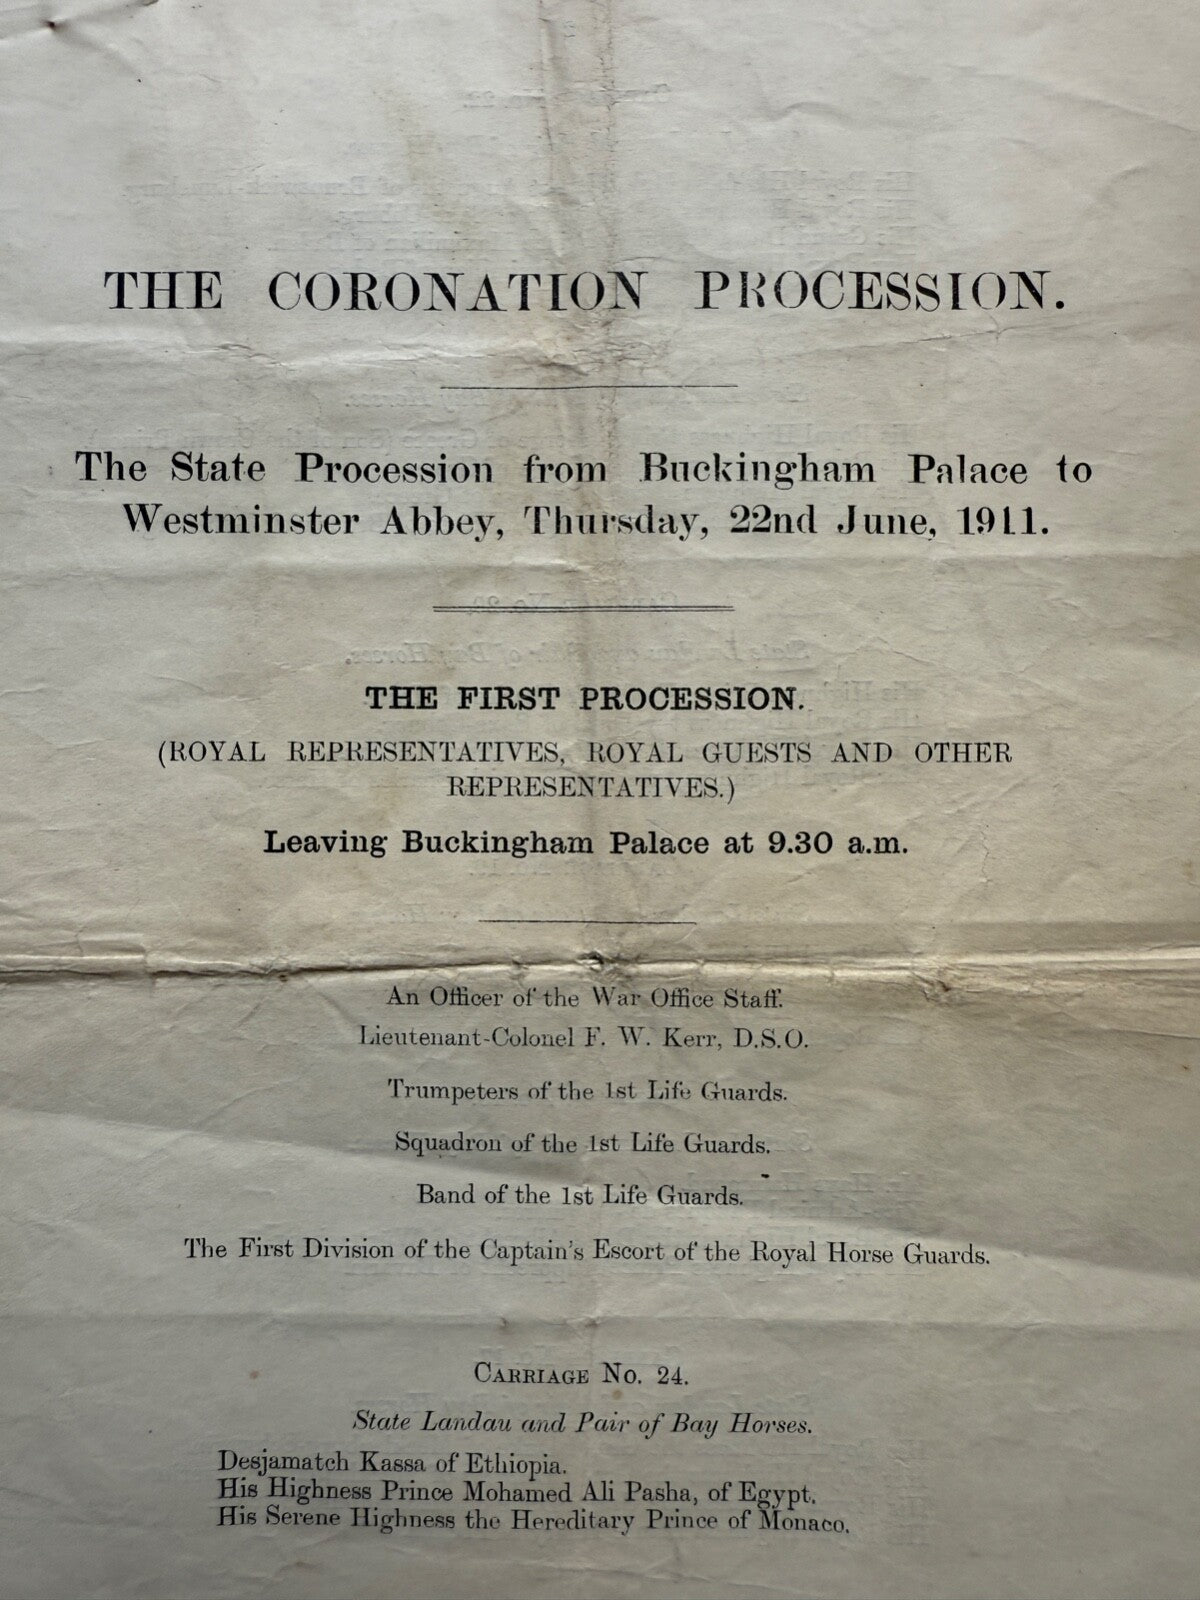 THE CORONATION PROCESSION.
The State Procession from Buckingham Palace to
Westminster Abbey, Thursday, 22nd June, 1911.
THE FIRST PROCESSION.
(ROYAL REPRESENTATIVES, ROYAL GUESTS AND OTHER
REPRESENTATIVES.)
Leaving Buckingham Palace at 9.30 a.m.
An Officer of the War Office Staff.
Lieutenant-Colonel F. W. Kerr, D.S.O.
Trumpeters of the 1st Life Guards.
Squadron of the 1st Life Guards.
Band of the 1st Life Guards.
The First Division of the Captain's Escort of the Royal Horse Guards.
CARRIAGE NO. 24.
State Landau and Pair of Bay Horses.
Desjamatch Kassa of Ethiopia.
His Highness Prince Mohamed Ali Pasha, of Egypt.
His Serene Highness the Hereditary Prince of Monaco.